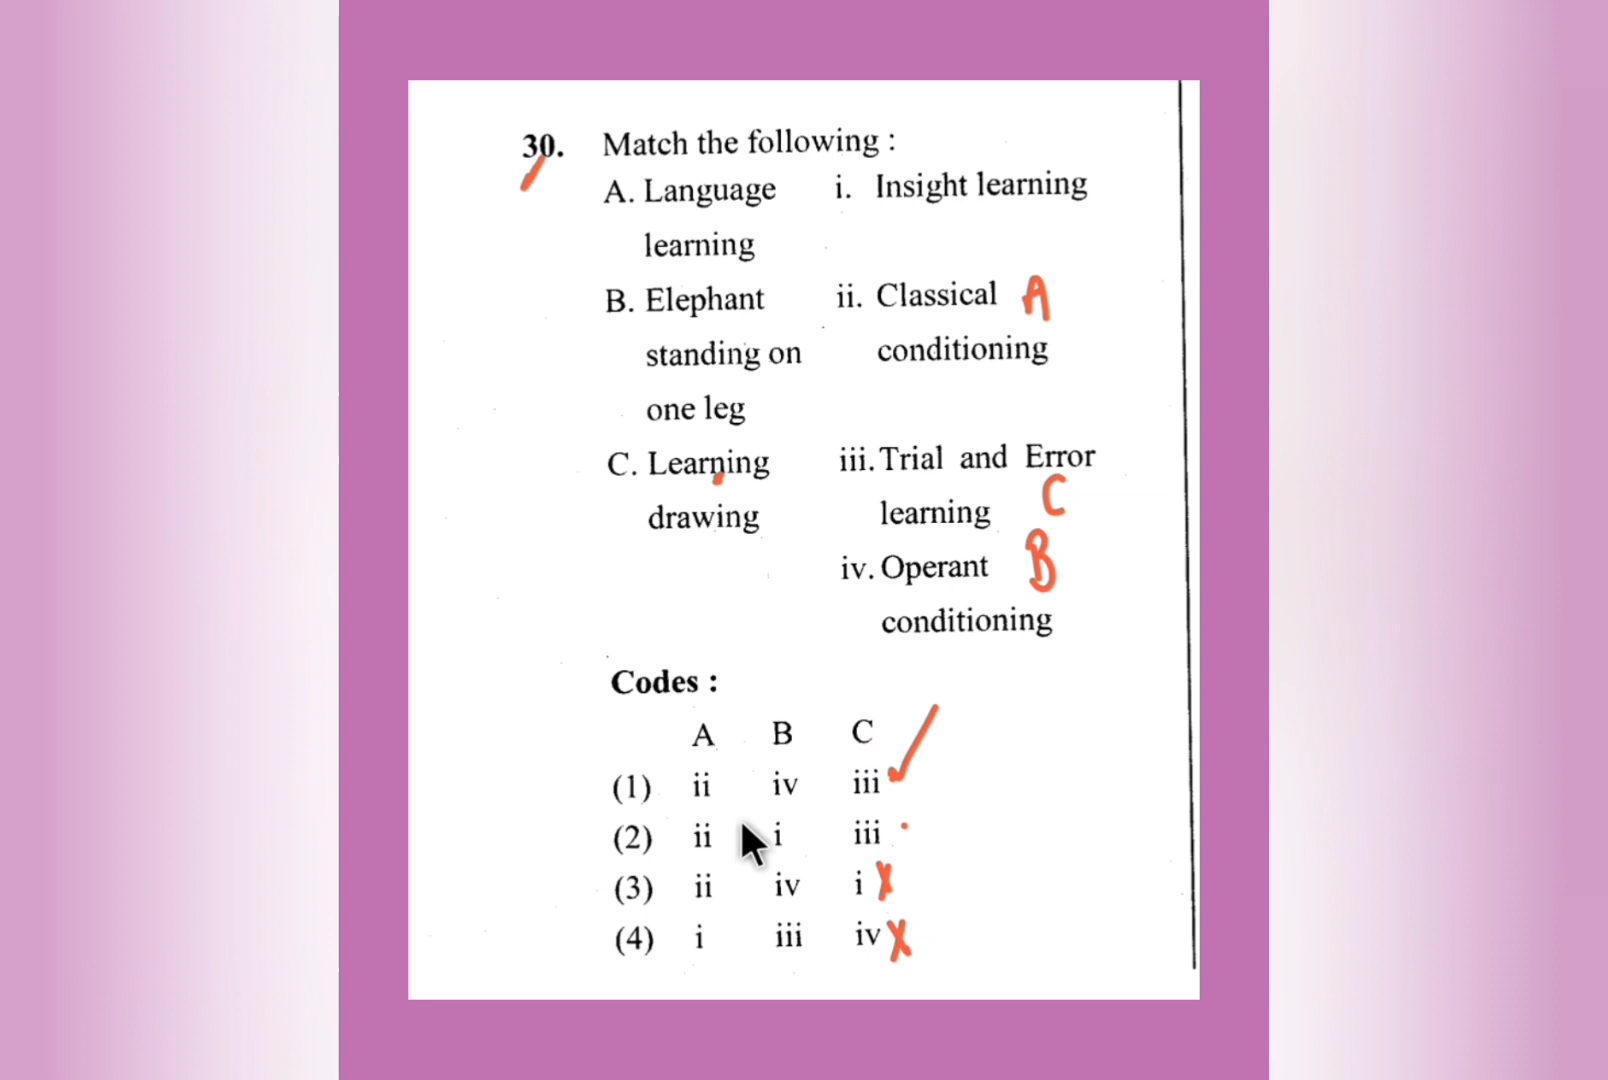 30. Match the following :
A. Language learning i. Insight learning
B. Elephant standing on one leg ii. Classical conditioning A
C. Learning drawing iii. Trial and Error learning C
iv. Operant conditioning B
Codes :
A B C
(1) ii iv iii
(2) ii i iii
(3) ii iv i X
(4) i iii iv X